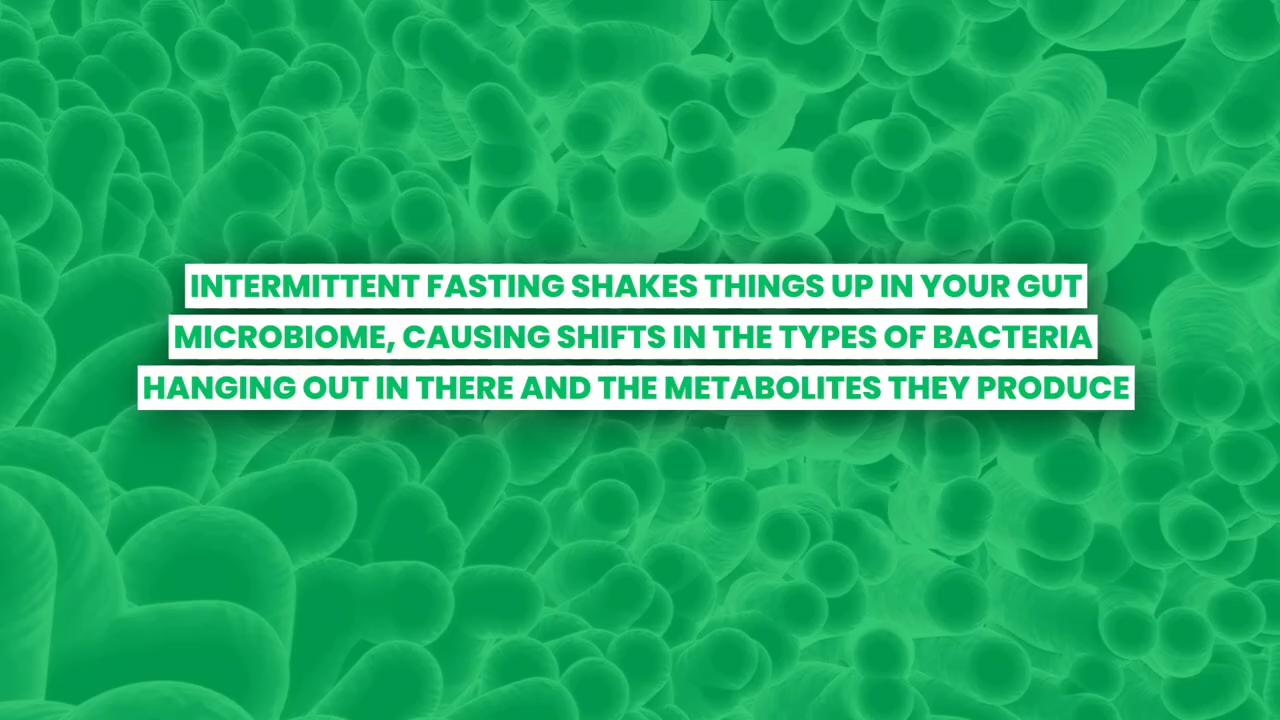 INTERMITTENT FASTING SHAKES THINGS UP IN YOUR GUT
MICROBIOME, CAUSING SHIFTS IN THE TYPES OF BACTERIA
HANGING OUT IN THERE AND THE METABOLITES THEY PRODUCE